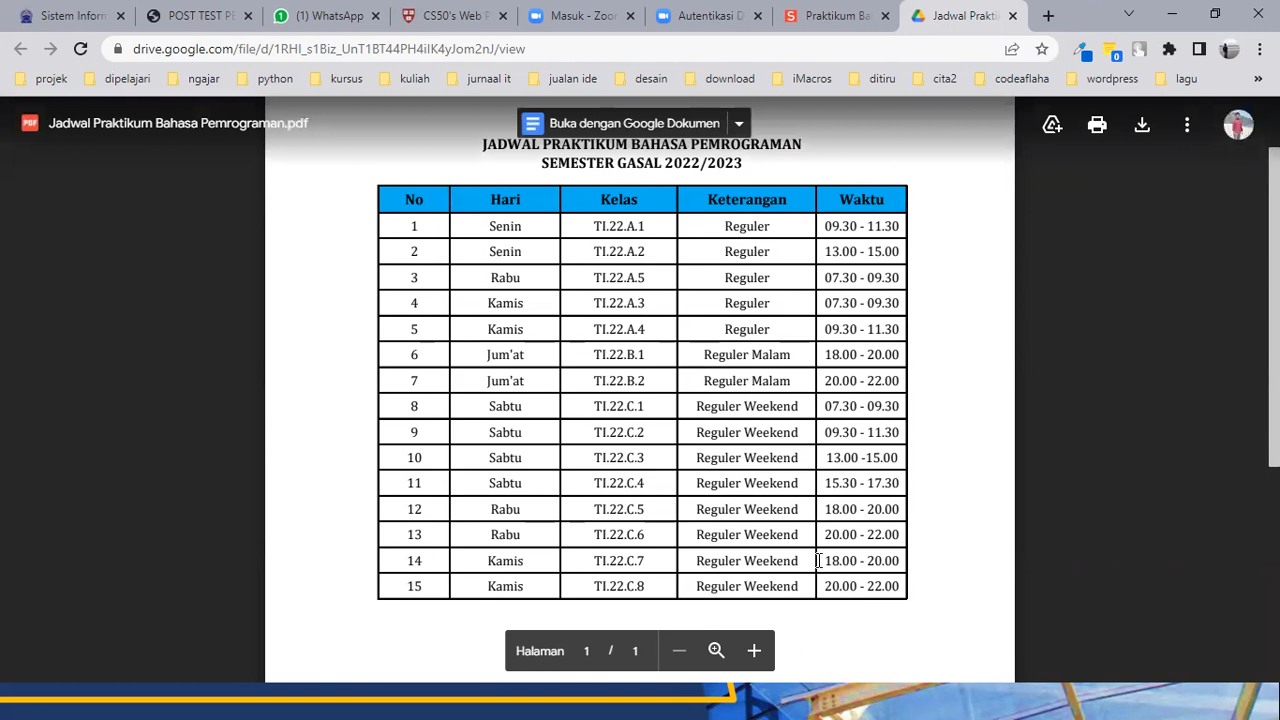 Sistem Inform
POST TEST PE
(1) WhatsApp
CS50's Web P
Masuk - Zoom
Autentikasi D
Praktikum Ba
Jadwal Prakti
drive.google.com/file/d/1RHI_s1Biz_UnT1BT44PH4iIK4yJom2nJ/view
0
projek dipelajari ngajar python kursus kuliah jurnaal it jualan ide desain download iMacros ditiru cita2 codeaflaha wordpress lagu
PDF Jadwal Praktikum Bahasa Pemrograman.pdf
Buka dengan Google Dokumen
JADWAL PRAKTIKUM BAHASA PEMROGRAMAN
SEMESTER GASAL 2022/2023
No Hari Kelas Keterangan Waktu
1 Senin TI.22.A.1 Reguler 09.30 - 11.30
2 Senin TI.22.A.2 Reguler 13.00 - 15.00
3 Rabu TI.22.A.5 Reguler 07.30 - 09.30
4 Kamis TI.22.A.3 Reguler 07.30 - 09.30
5 Kamis TI.22.A.4 Reguler 09.30 - 11.30
6 Jum'at TI.22.B.1 Reguler Malam 18.00 - 20.00
7 Jum'at TI.22.B.2 Reguler Malam 20.00 - 22.00
8 Sabtu TI.22.C.1 Reguler Weekend 07.30 - 09.30
9 Sabtu TI.22.C.2 Reguler Weekend 09.30 - 11.30
10 Sabtu TI.22.C.3 Reguler Weekend 13.00 -15.00
11 Sabtu TI.22.C.4 Reguler Weekend 15.30 - 17.30
12 Rabu TI.22.C.5 Reguler Weekend 18.00 - 20.00
13 Rabu TI.22.C.6 Reguler Weekend 20.00 - 22.00
14 Kamis TI.22.C.7 Reguler Weekend 18.00 - 20.00
15 Kamis TI.22.C.8 Reguler Weekend 20.00 - 22.00
Halaman 1 / 1